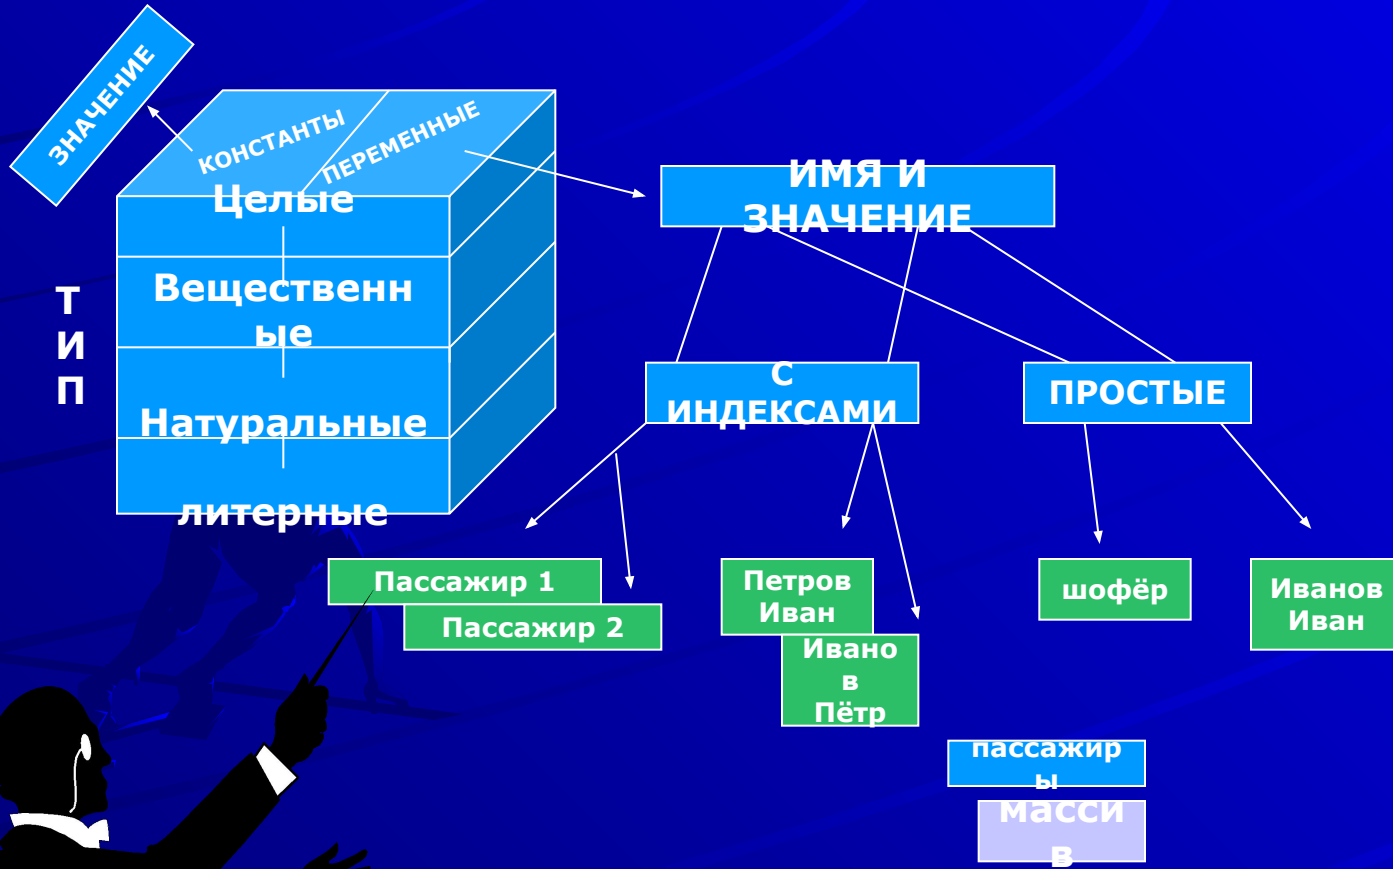 ЗНАЧЕНИЕ
КОНСТАНТЫ
ПЕРЕМЕННЫЕ
Целые
Вещественн
ые
Натуральные
литерные
Т
И
П
ИМЯ И
ЗНАЧЕНИЕ
С
ИНДЕКСАМИ
ПРОСТЫЕ
Пассажир 1
Пассажир 2
Петров
Иван
Ивано
в
Пётр
шофёр
Иванов
Иван
пассажир
ы
масси
в